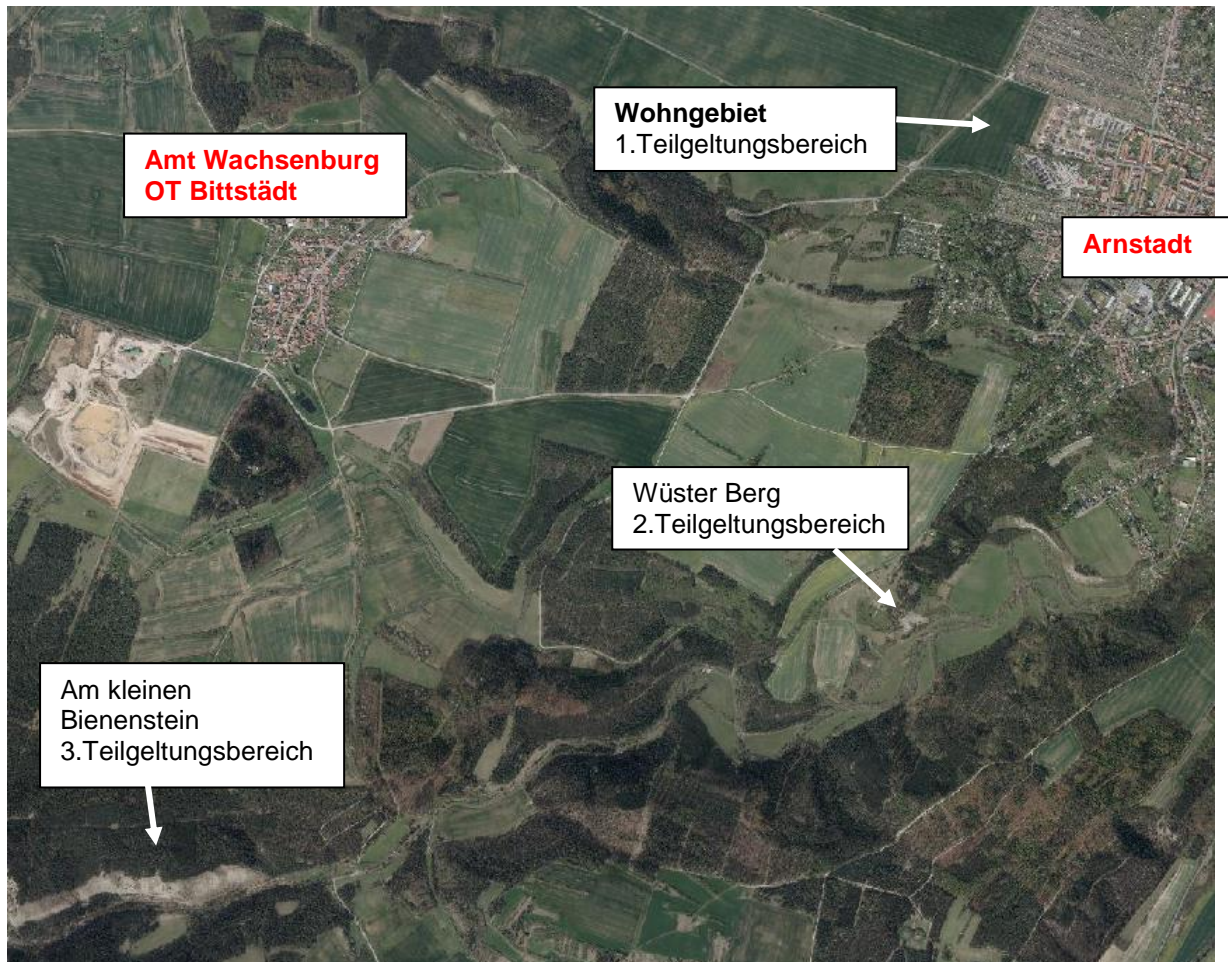 Wohngebiet
1.Teilgeltungsbereich
Amt Wachsenburg
OT Bittstädt
Arnstadt
Wüster Berg
2.Teilgeltungsbereich
Am kleinen
Bienenstein
3.Teilgeltungsbereich